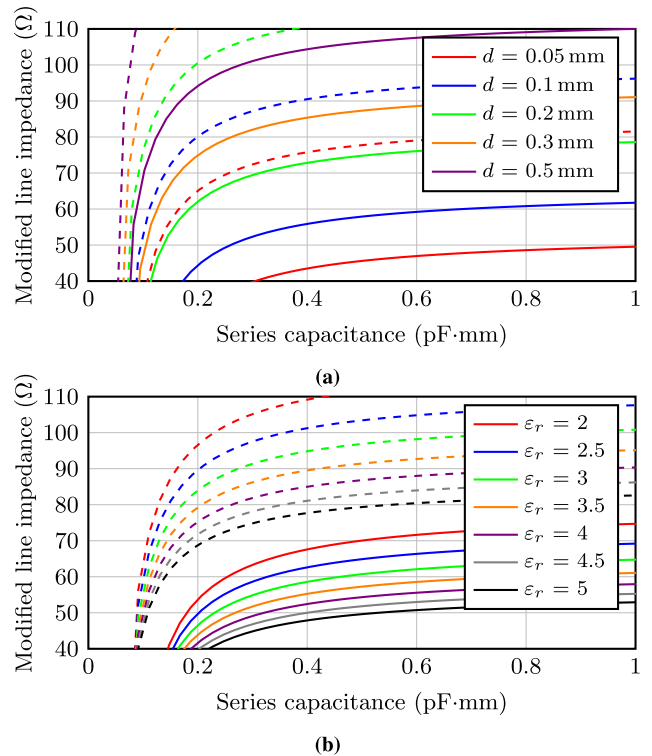 Modified line impedance (Ω)
110
100
90
80
70
60
50
40
d = 0.05 mm
d = 0.1 mm
d = 0.2 mm
d = 0.3 mm
d = 0.5 mm
0 0.2 0.4 0.6 0.8 1
Series capacitance (pF·mm)
(a)
Modified line impedance (Ω)
110
100
90
80
70
60
50
40
εr = 2
εr = 2.5
εr = 3
εr = 3.5
εr = 4
εr = 4.5
εr = 5
0 0.2 0.4 0.6 0.8 1
Series capacitance (pF·mm)
(b)